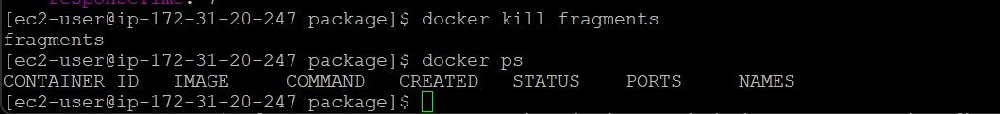 responseTime: 7
[ec2-user@ip-172-31-20-247 package]$ docker kill fragments
fragments
[ec2-user@ip-172-31-20-247 package]$ docker ps
CONTAINER ID   IMAGE     COMMAND   CREATED   STATUS    PORTS     NAMES
[ec2-user@ip-172-31-20-247 package]$